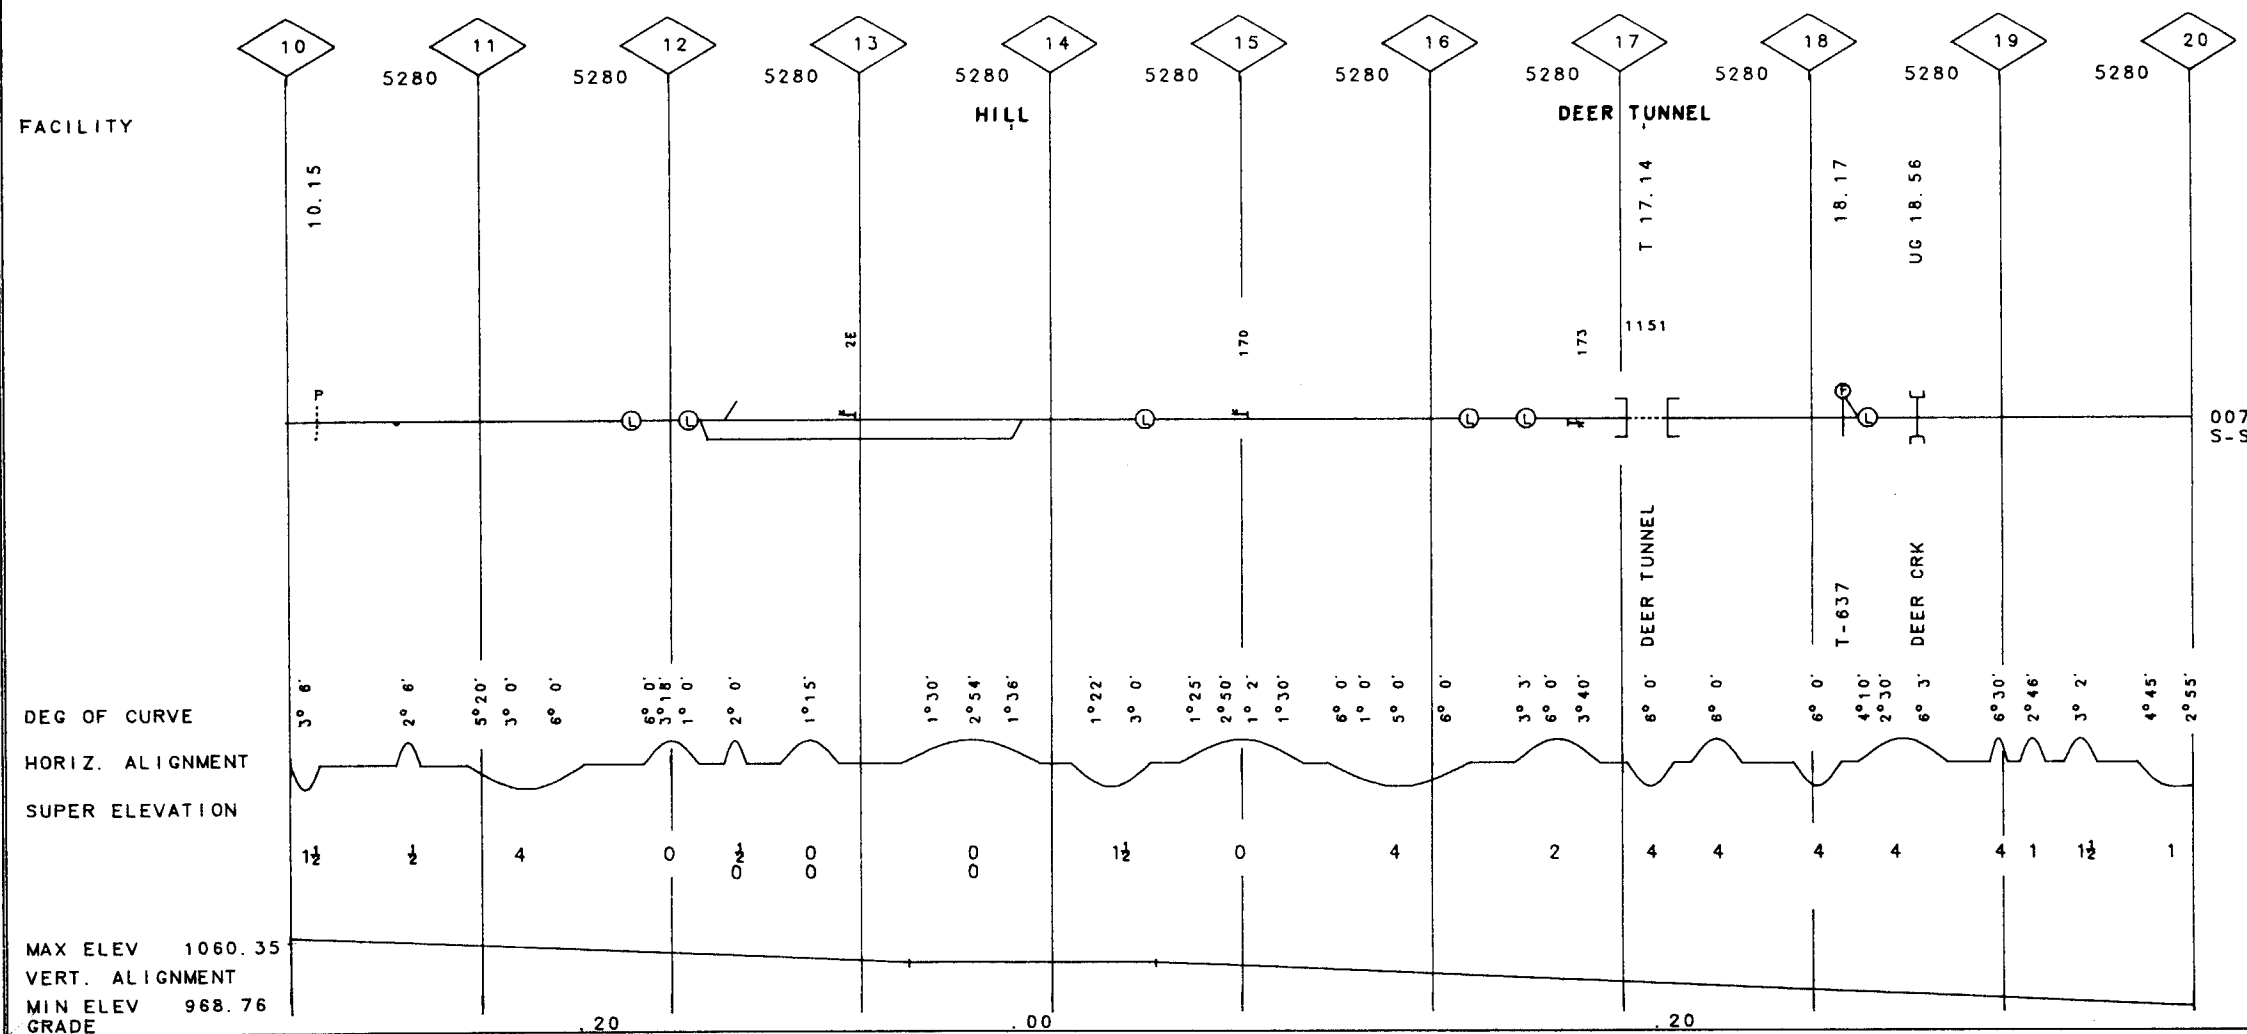 10 11 12 13 14 15 16 17 18 19 20
5280 5280 5280 5280 5280 5280 5280 5280 5280 5280
HILL DEER TUNNEL
FACILITY
10.15 T 17.14 18.17 UG 18.56
2E 170 173 1151
P F
L L L L L L
007
S-S
DEER TUNNEL T-637 DEER CRK
DEG OF CURVE 3° 6' 2° 6' 5°20' 3° 0' 6° 0' 6° 0' 3°18' 1° 0' 2° 0' 1°15' 1°30' 2°54' 1°36' 1°22' 3° 0' 1°25' 2°50' 1° 2' 1°30' 6° 0' 1° 0' 5° 0' 6° 0' 3° 3' 6° 0' 3°40' 6° 0' 6° 0' 6° 0' 4°10' 2°30' 6° 3' 6°30' 2°46' 3° 2' 4°45' 2°55'
HORIZ. ALIGNMENT
SUPER ELEVATION
1½ ½ 4 0 ½ 0 0 1½ 0 4 2 4 4 4 4 4 1 1½ 1
0 0 0
MAX ELEV 1060.35
VERT. ALIGNMENT
MIN ELEV 968.76
GRADE .20 .00 .20